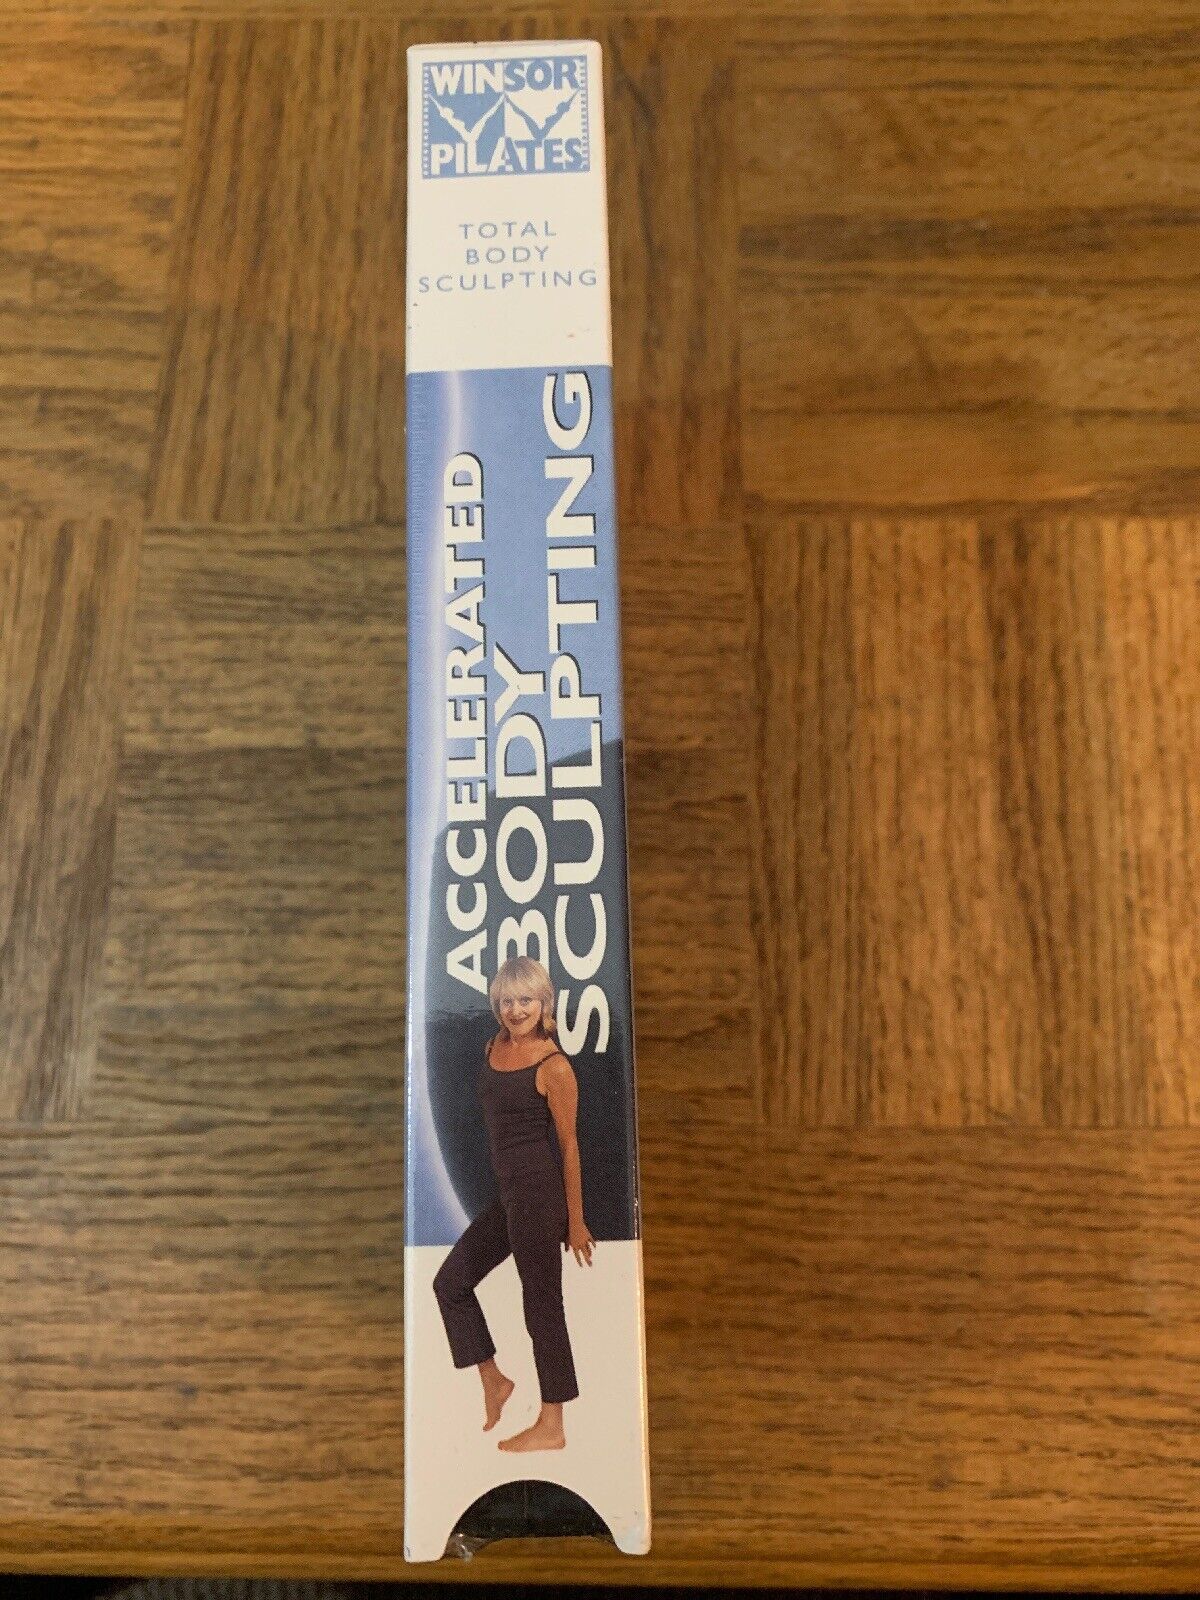 WINSOR
PILATES
TOTAL
BODY
SCULPTING
ACCELERATED
BODY
SCULPTING